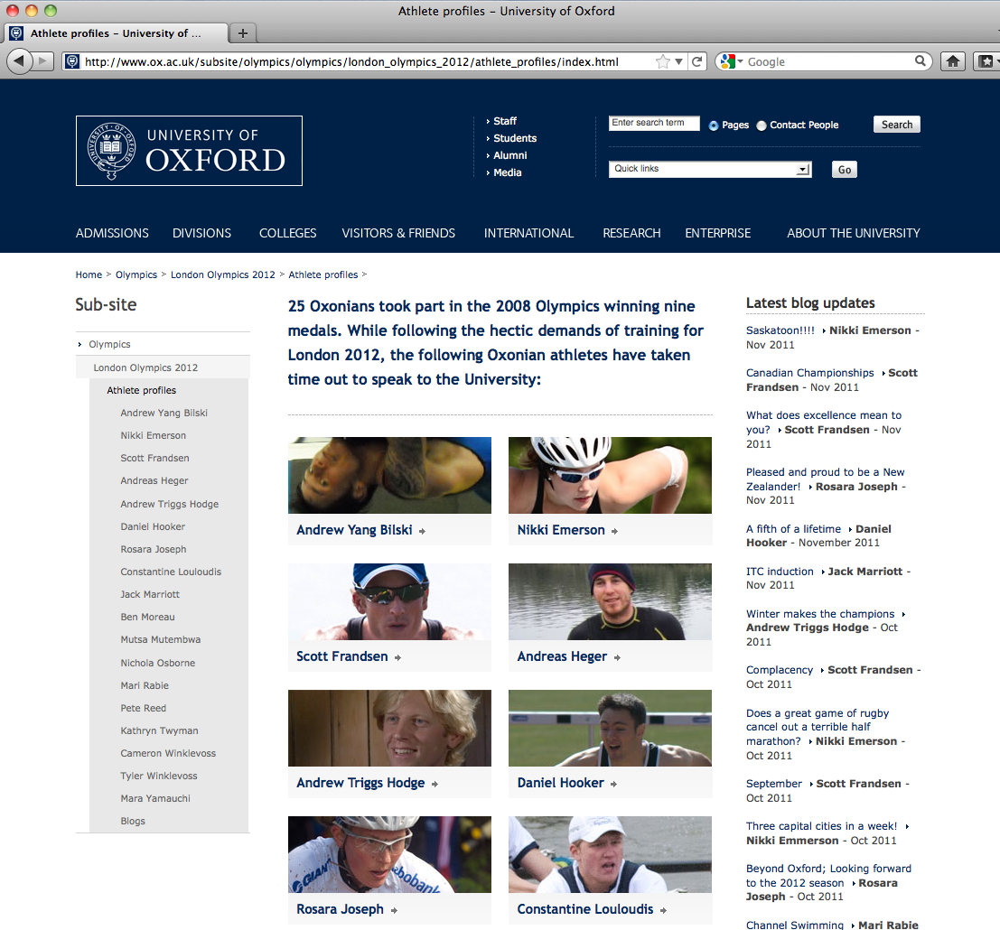 Athlete profiles – University of Oxford
Athlete profiles – University of ...
http://www.ox.ac.uk/subsite/olympics/olympics/london_olympics_2012/athlete_profiles/index.html
Google
UNIVERSITY OF
OXFORD
Staff
Students
Alumni
Media
Enter search term
Pages
Contact People
Search
Quick links
Go
ADMISSIONS DIVISIONS COLLEGES VISITORS & FRIENDS INTERNATIONAL RESEARCH ENTERPRISE ABOUT THE UNIVERSITY
Home > Olympics > London Olympics 2012 > Athlete profiles >
Sub-site
Olympics
London Olympics 2012
Athlete profiles
Andrew Yang Bilski
Nikki Emerson
Scott Frandsen
Andreas Heger
Andrew Triggs Hodge
Daniel Hooker
Rosara Joseph
Constantine Louloudis
Jack Marriott
Ben Moreau
Mutsa Mutembwa
Nichola Osborne
Mari Rabie
Pete Reed
Kathryn Twyman
Cameron Winklevoss
Tyler Winklevoss
Mara Yamauchi
Blogs
25 Oxonians took part in the 2008 Olympics winning nine
medals. While following the hectic demands of training for
London 2012, the following Oxonian athletes have taken
time out to speak to the University:
Andrew Yang Bilski
Nikki Emerson
Scott Frandsen
Andreas Heger
Andrew Triggs Hodge
Daniel Hooker
GIANT
Rabobank
Rosara Joseph
Constantine Louloudis
Latest blog updates
Saskatoon!!!! Nikki Emerson -
Nov 2011
Canadian Championships Scott
Frandsen - Nov 2011
What does excellence mean to
you? Scott Frandsen - Nov
2011
Pleased and proud to be a New
Zealander! Rosara Joseph -
Nov 2011
A fifth of a lifetime Daniel
Hooker - November 2011
ITC induction Jack Marriott -
Nov 2011
Winter makes the champions
Andrew Triggs Hodge - Oct
2011
Complacency Scott Frandsen -
Oct 2011
Does a great game of rugby
cancel out a terrible half
marathon? Nikki Emerson -
Oct 2011
September Scott Frandsen -
Oct 2011
Three capital cities in a week!
Nikki Emmerson - Oct 2011
Beyond Oxford; Looking forward
to the 2012 season Rosara
Joseph - Oct 2011
Channel Swimming Mari Rabie